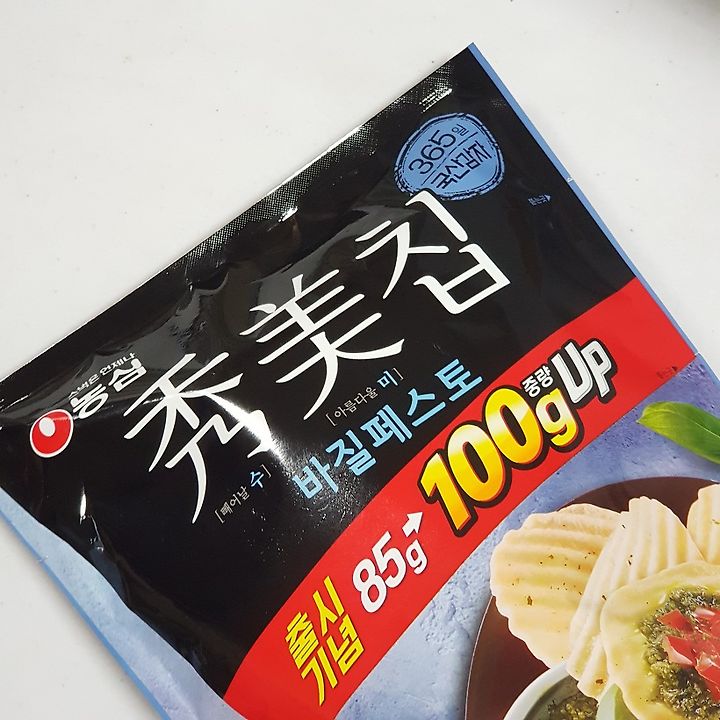 365일
국산감자
스낵은 언제나
농심
秀美칩
[빼어날 수]
[아름다울 미]
바질페스토
출시
기념
85g→100g
중량
Up